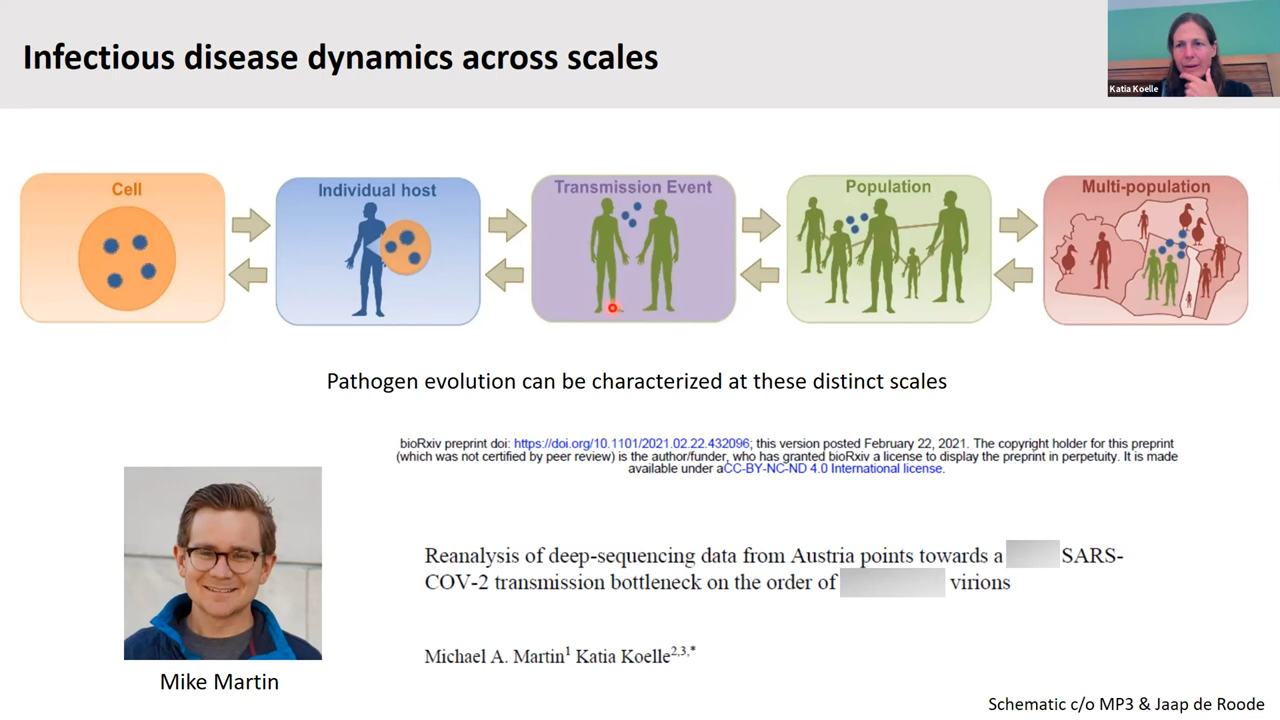 Infectious disease dynamics across scales
Katia Koelle
Cell
Individual host
Transmission Event
Population
Multi-population
Pathogen evolution can be characterized at these distinct scales
bioRxiv preprint doi: https://doi.org/10.1101/2021.02.22.432096; this version posted February 22, 2021. The copyright holder for this preprint
(which was not certified by peer review) is the author/funder, who has granted bioRxiv a license to display the preprint in perpetuity. It is made
available under aCC-BY-NC-ND 4.0 International license.
Reanalysis of deep-sequencing data from Austria points towards a SARS-
COV-2 transmission bottleneck on the order of virions
Michael A. Martin1 Katia Koelle2,3,*
Mike Martin
Schematic c/o MP3 & Jaap de Roode